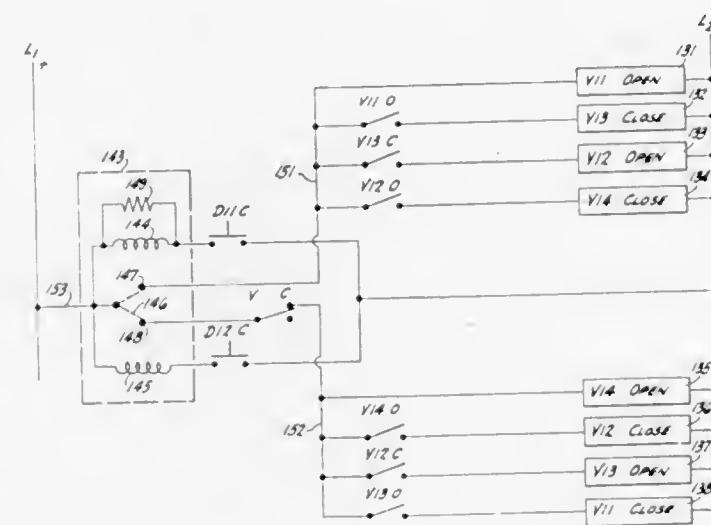 L1
+
L2
131
V11 OPEN
132
V11 O
V13 CLOSE
133
V13 C
V12 OPEN
134
151
V12 O
V14 CLOSE
143
149
144
D11 C
147
153
146
V
C
148
D12 C
145
135
V14 OPEN
136
152
V14 O
V12 CLOSE
137
V12 C
V13 OPEN
138
V13 O
V11 CLOSE